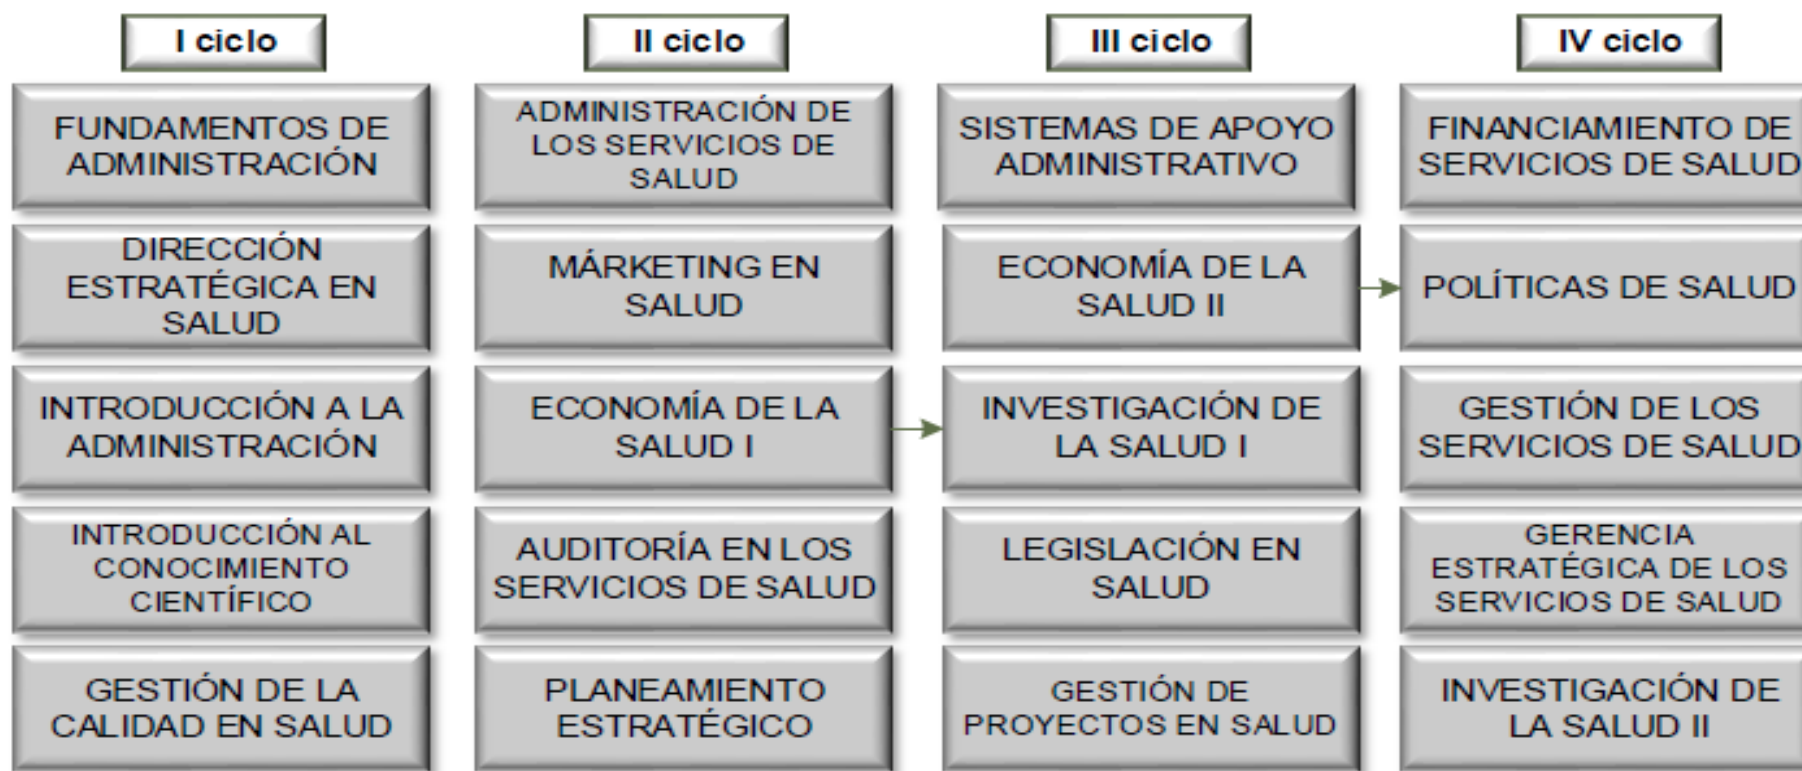 I ciclo
FUNDAMENTOS DE
ADMINISTRACIÓN
DIRECCIÓN
ESTRATÉGICA EN
SALUD
INTRODUCCIÓN A LA
ADMINISTRACIÓN
INTRODUCCIÓN AL
CONOCIMIENTO
CIENTÍFICO
GESTIÓN DE LA
CALIDAD EN SALUD
II ciclo
ADMINISTRACIÓN DE
LOS SERVICIOS DE
SALUD
MÁRKETING EN
SALUD
ECONOMÍA DE LA
SALUD I
AUDITORÍA EN LOS
SERVICIOS DE SALUD
PLANEAMIENTO
ESTRATÉGICO
III ciclo
SISTEMAS DE APOYO
ADMINISTRATIVO
ECONOMÍA DE LA
SALUD II
INVESTIGACIÓN DE
LA SALUD I
LEGISLACIÓN EN
SALUD
GESTIÓN DE
PROYECTOS EN SALUD
IV ciclo
FINANCIAMIENTO DE
SERVICIOS DE SALUD
POLÍTICAS DE SALUD
GESTIÓN DE LOS
SERVICIOS DE SALUD
GERENCIA
ESTRATÉGICA DE LOS
SERVICIOS DE SALUD
INVESTIGACIÓN DE
LA SALUD II